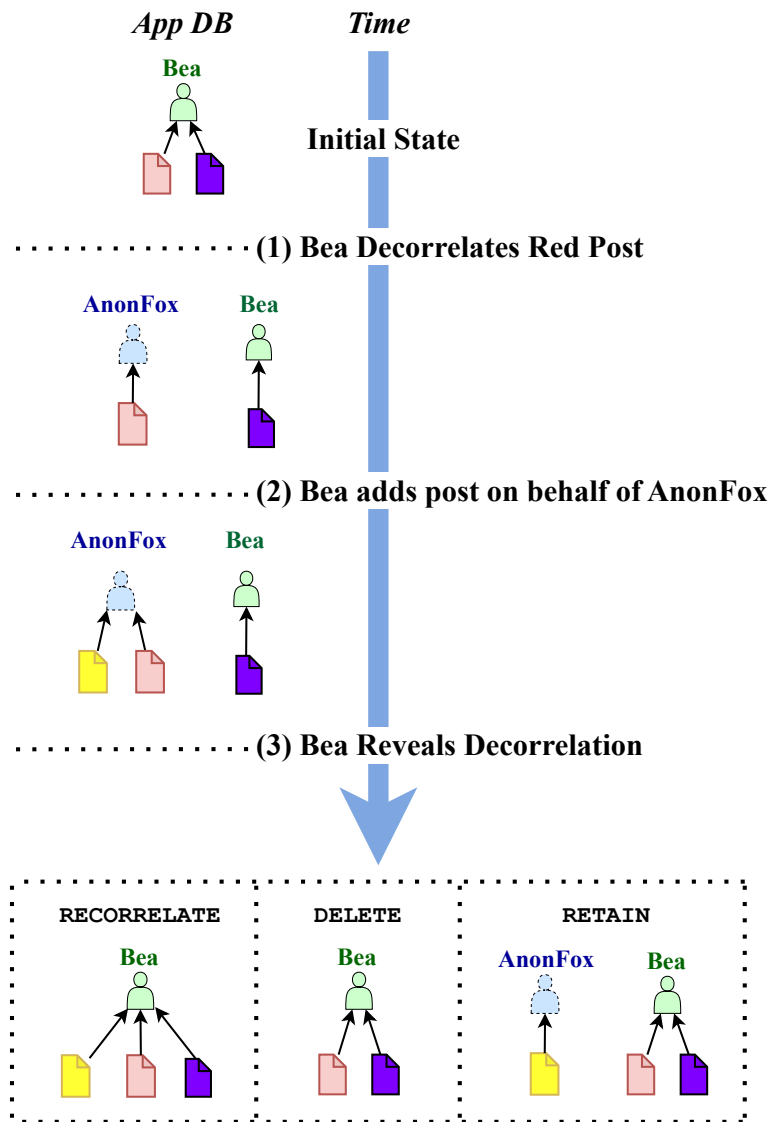 App DB
Time
Bea
Initial State
(1) Bea Decorrelates Red Post
AnonFox
Bea
(2) Bea adds post on behalf of AnonFox
AnonFox
Bea
(3) Bea Reveals Decorrelation
RECORRELATE
DELETE
RETAIN
Bea
Bea
AnonFox
Bea